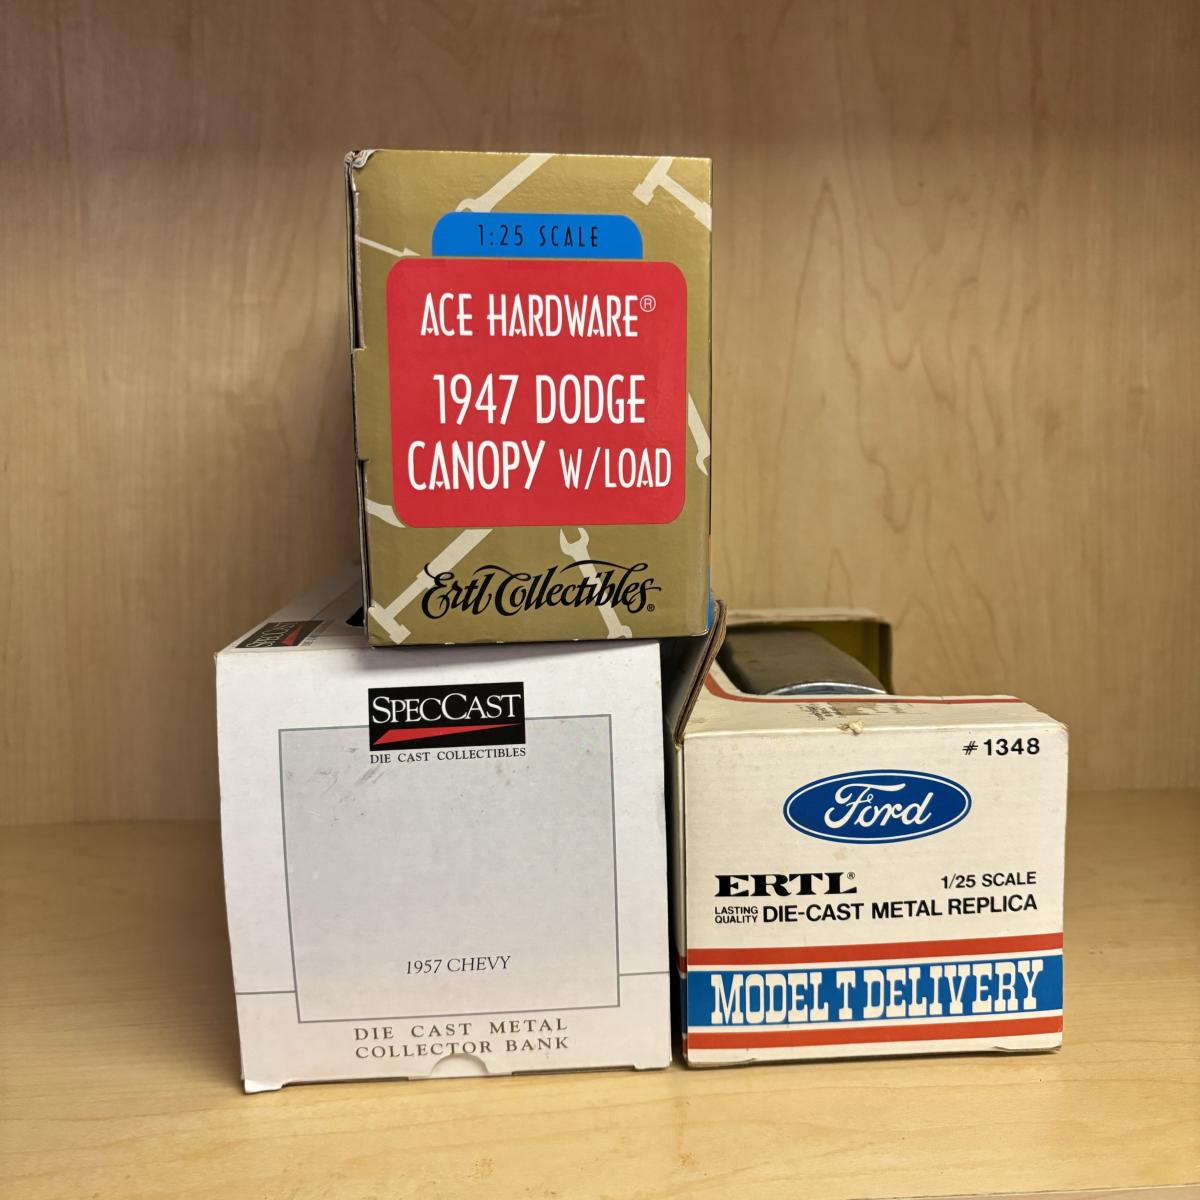 1:25 SCALE
ACE HARDWARE®
1947 DODGE
CANOPY W/LOAD
Ertl Collectibles®
SPECCAST
SPECCAST
DIE CAST COLLECTIBLES
1957 CHEVY
DIE CAST METAL
COLLECTOR BANK
#1348
Ford
ERTL® 1/25 SCALE
LASTING QUALITY DIE-CAST METAL REPLICA
MODEL T DELIVERY